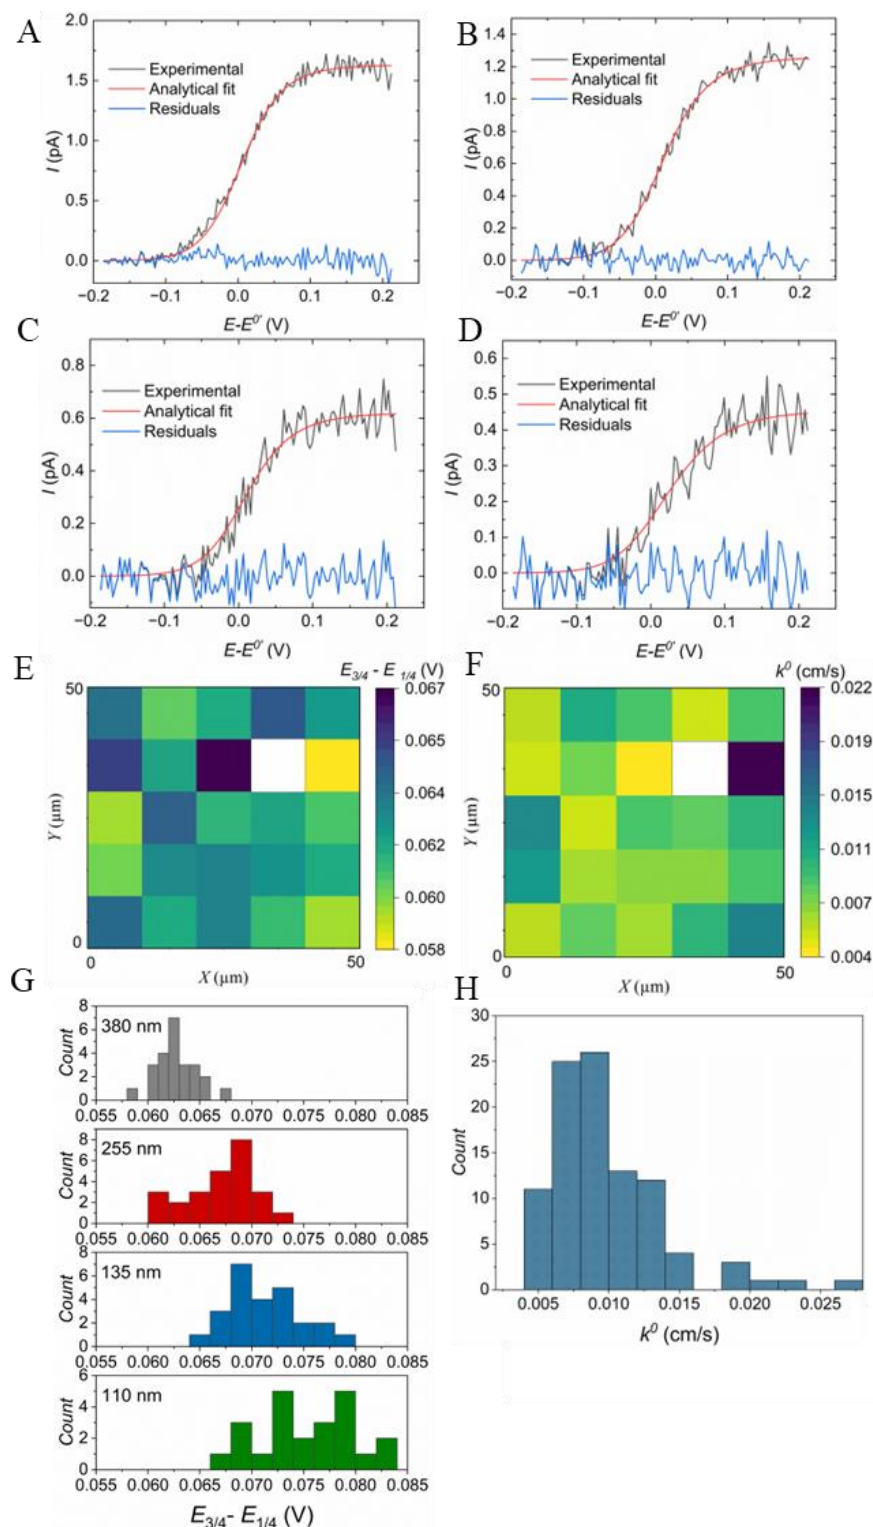 A
2.0
1.5
1.0
0.5
0.0
I (pA)
Experimental
Analytical fit
Residuals
−0.2 −0.1 0.0 0.1 0.2
E-E⁰' (V)
B
1.4
1.2
1.0
0.8
0.6
0.4
0.2
0.0
I (pA)
Experimental
Analytical fit
Residuals
−0.2 −0.1 0.0 0.1 0.2
E-E⁰' (V)
C
0.8
0.6
0.4
0.2
0.0
I (pA)
Experimental
Analytical fit
Residuals
−0.2 −0.1 0.0 0.1 0.2
E-E⁰' (V)
D
0.6
0.5
0.4
0.3
0.2
0.1
0.0
I (pA)
Experimental
Analytical fit
Residuals
−0.2 −0.1 0.0 0.1 0.2
E-E⁰' (V)
E
E3/4 - E 1/4 (V)
50
Y (µm)
0
0 50
X (µm)
0.067
0.065
0.064
0.062
0.060
0.058
F
k⁰ (cm/s)
50
Y (µm)
0
0 50
X (µm)
0.022
0.019
0.015
0.011
0.007
0.004
G
8
6
4
2
0
Count
380 nm
0.055 0.060 0.065 0.070 0.075 0.080 0.085
8
6
4
2
0
Count
255 nm
0.055 0.060 0.065 0.070 0.075 0.080 0.085
8
6
4
2
0
Count
135 nm
0.055 0.060 0.065 0.070 0.075 0.080 0.085
6
4
2
0
Count
110 nm
0.055 0.060 0.065 0.070 0.075 0.080 0.085
E3/4- E1/4 (V)
H
30
25
20
15
10
5
0
Count
0.005 0.010 0.015 0.020 0.025
k⁰ (cm/s)